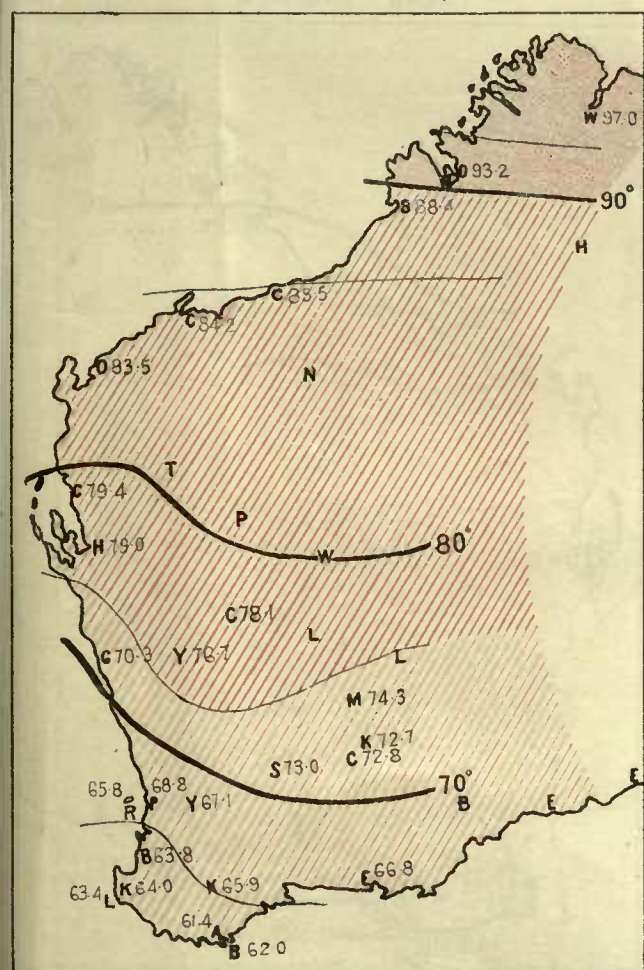 W 97.0
D 93.2
90°
B 88.4
H
C 83.5
C 84.2
O 83.5
N
T
C 79.4
P
80°
H 79.0
W
C 78.1
L
G 70.3
Y 76.7
L
M 74.3
K 72.7
C 72.8
S 73.0
70°
65.8
68.8
P
Y 67.1
B
E
E
R
B 63.8
E 66.8
63.4
K 64.0
K 65.9
L
61.4
A
B 62.0